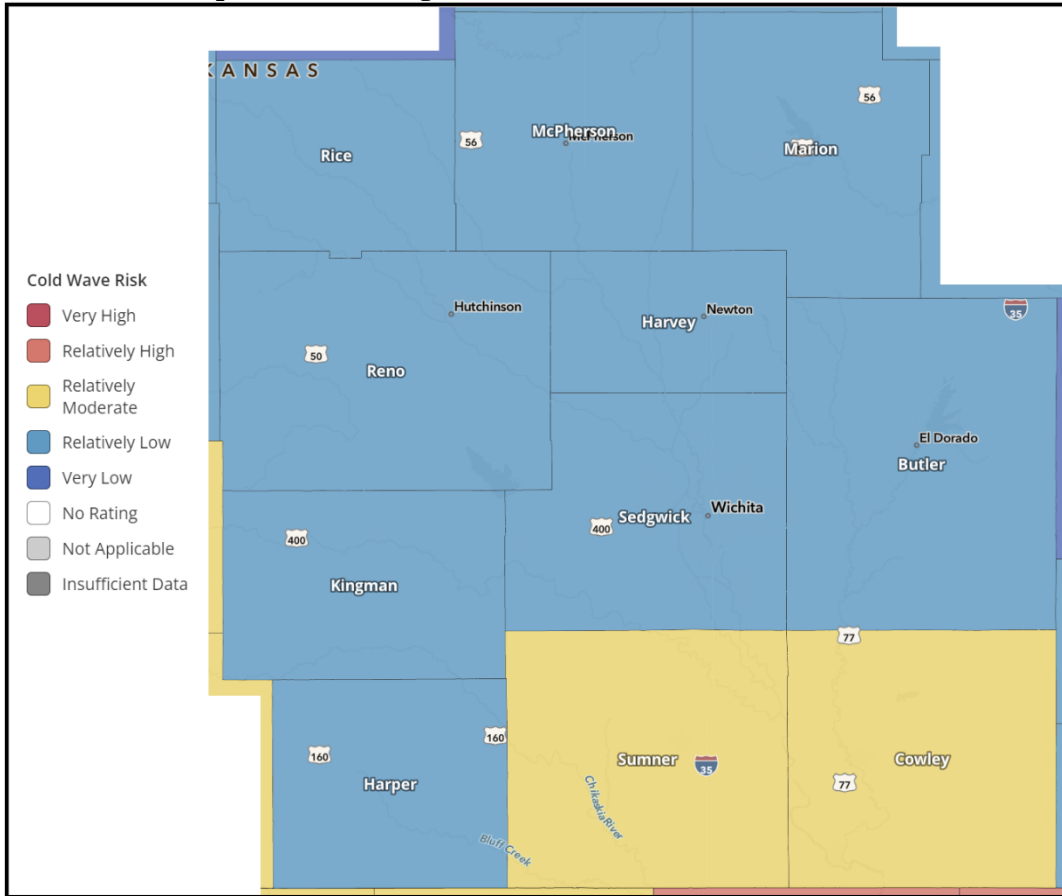 KANSAS
56
McPherson
McPherson
56
Marion
Rice
Cold Wave Risk
Very High
Relatively High
Relatively
Moderate
Relatively Low
Very Low
No Rating
Not Applicable
Insufficient Data
Hutchinson
50
Reno
Harvey
Newton
35
El Dorado
Butler
400
Sedgwick
Wichita
400
Kingman
77
160
160
Harper
Sumner
35
Cowley
77
Chikaskia River
Bluff Creek